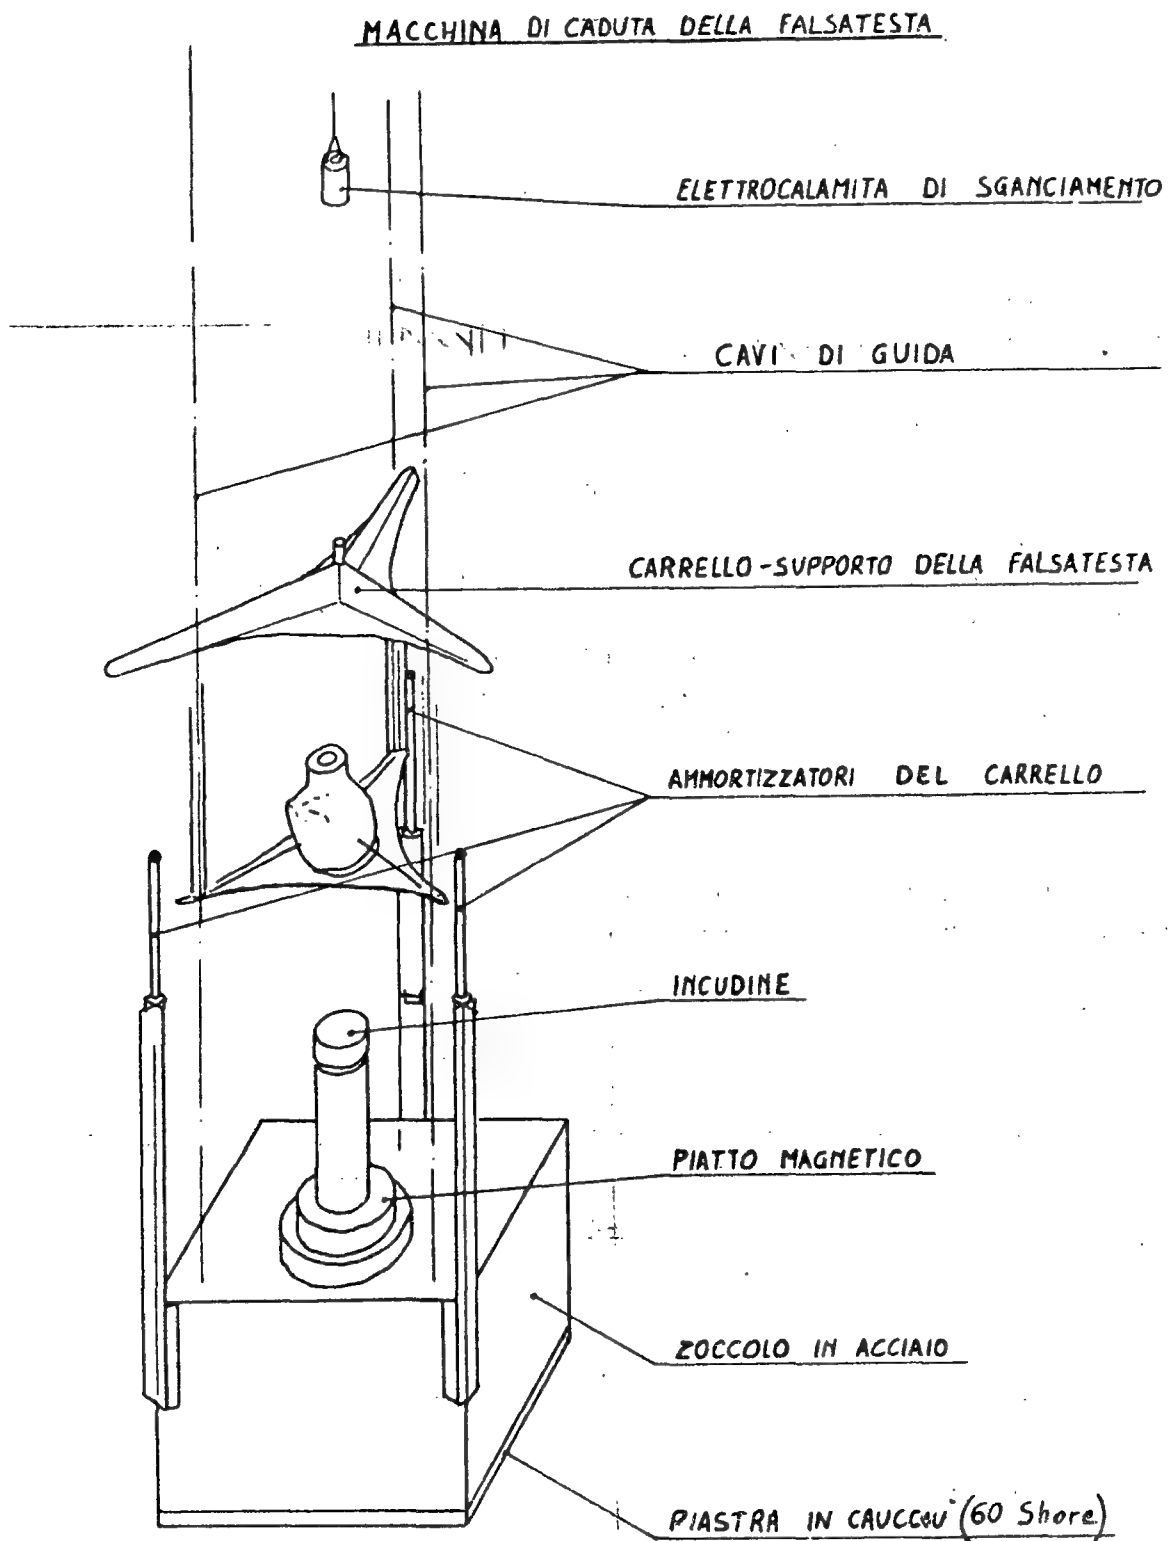 MACCHINA DI CADUTA DELLA FALSATESTA
ELETTROCALAMITA DI SGANCIAMENTO
CAVI DI GUIDA
CARRELLO-SUPPORTO DELLA FALSATESTA
AMMORTIZZATORI DEL CARRELLO
INCUDINE
PIATTO MAGNETICO
ZOCCOLO IN ACCIAIO
PIASTRA IN CAUCCIU' (60 Shore)